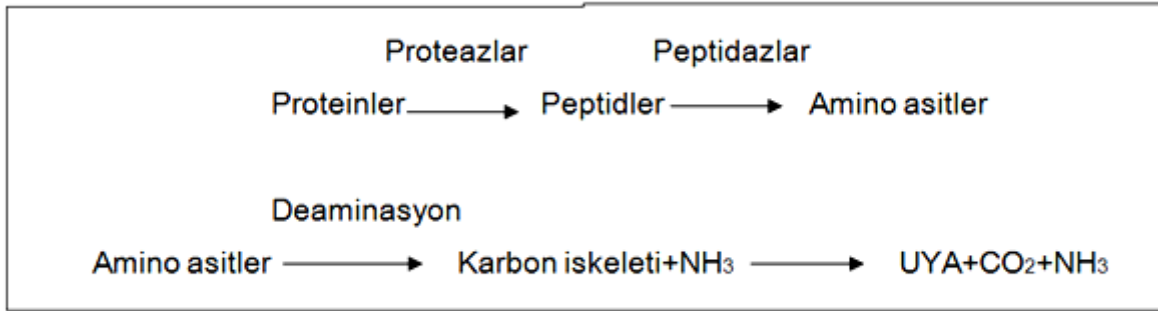 Proteazlar Peptidazlar
Proteinler Peptidler Amino asitler
Deaminasyon
Amino asitler Karbon iskeleti+NH₃ UYA+CO₂+NH₃